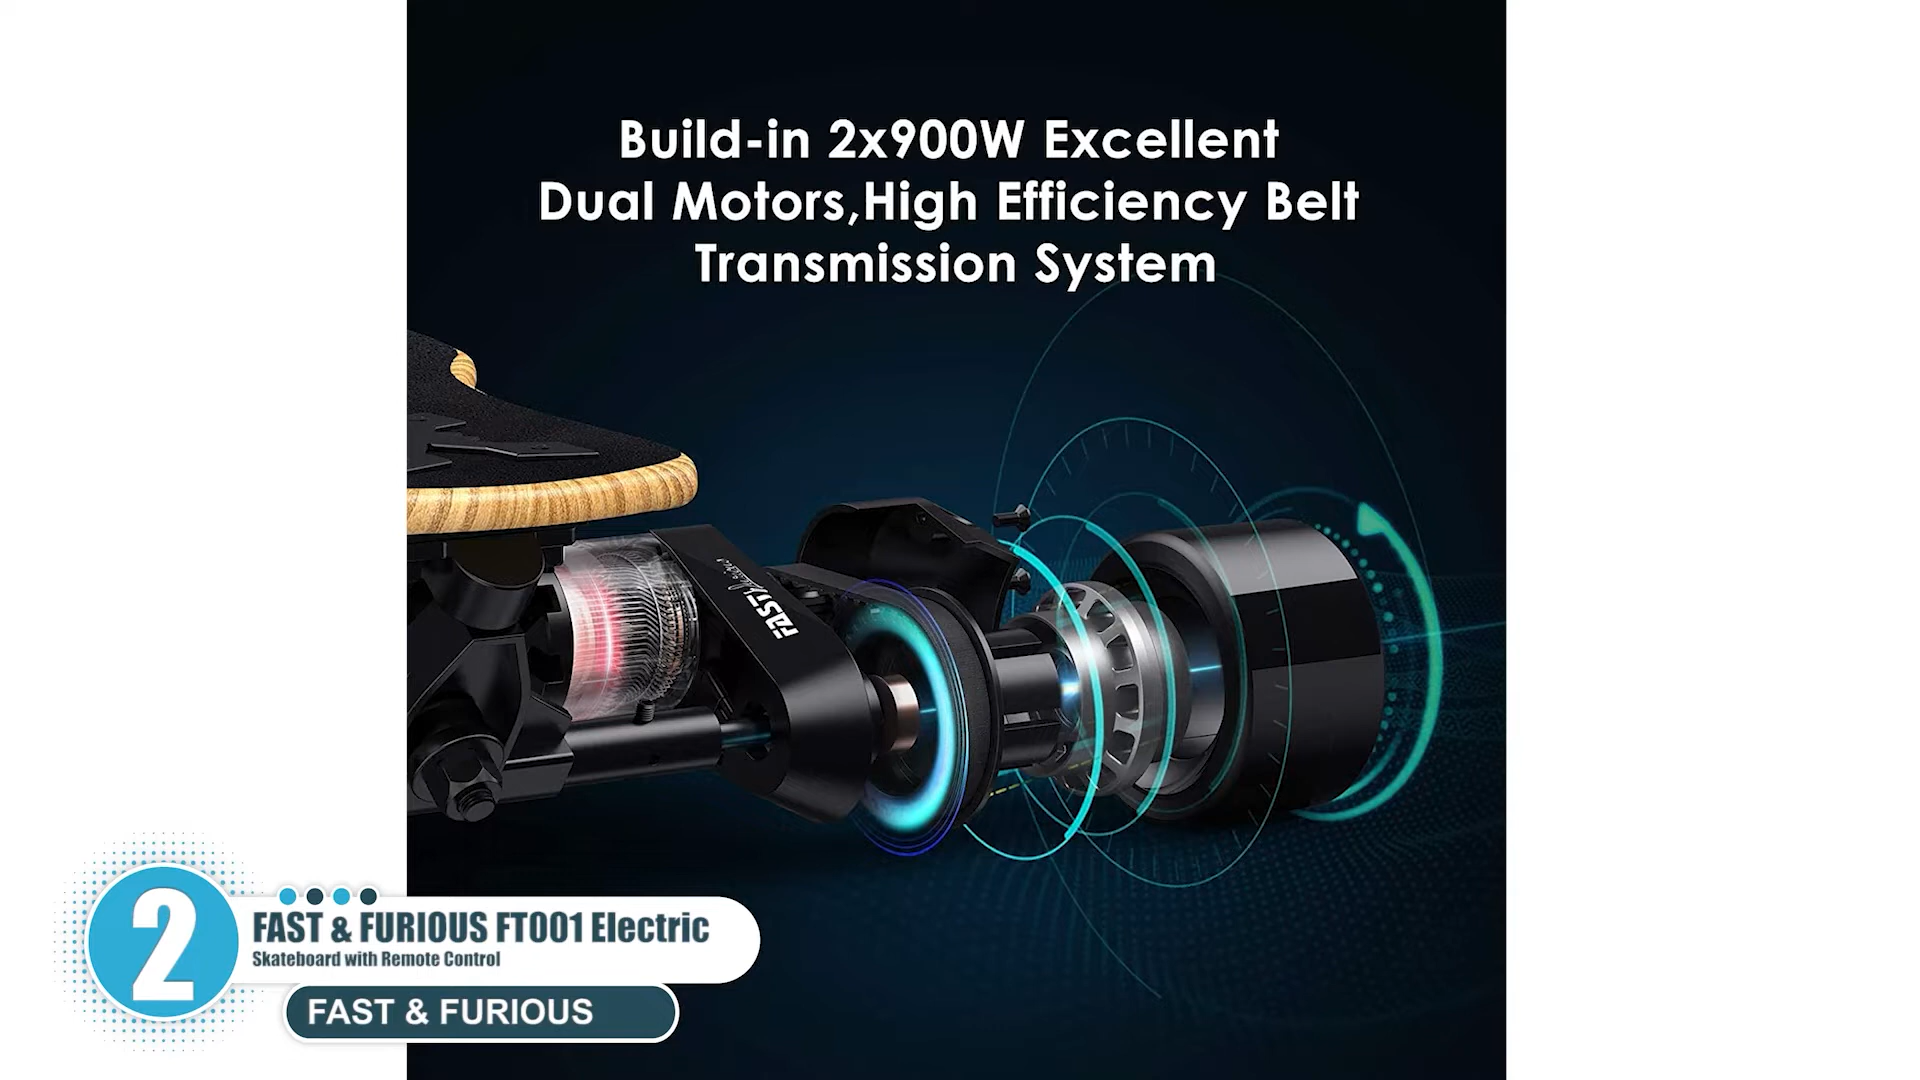 Build-in 2x900W Excellent
Dual Motors,High Efficiency Belt
Transmission System
FAST
2
FAST & FURIOUS FT001 Electric
Skateboard with Remote Control
FAST & FURIOUS